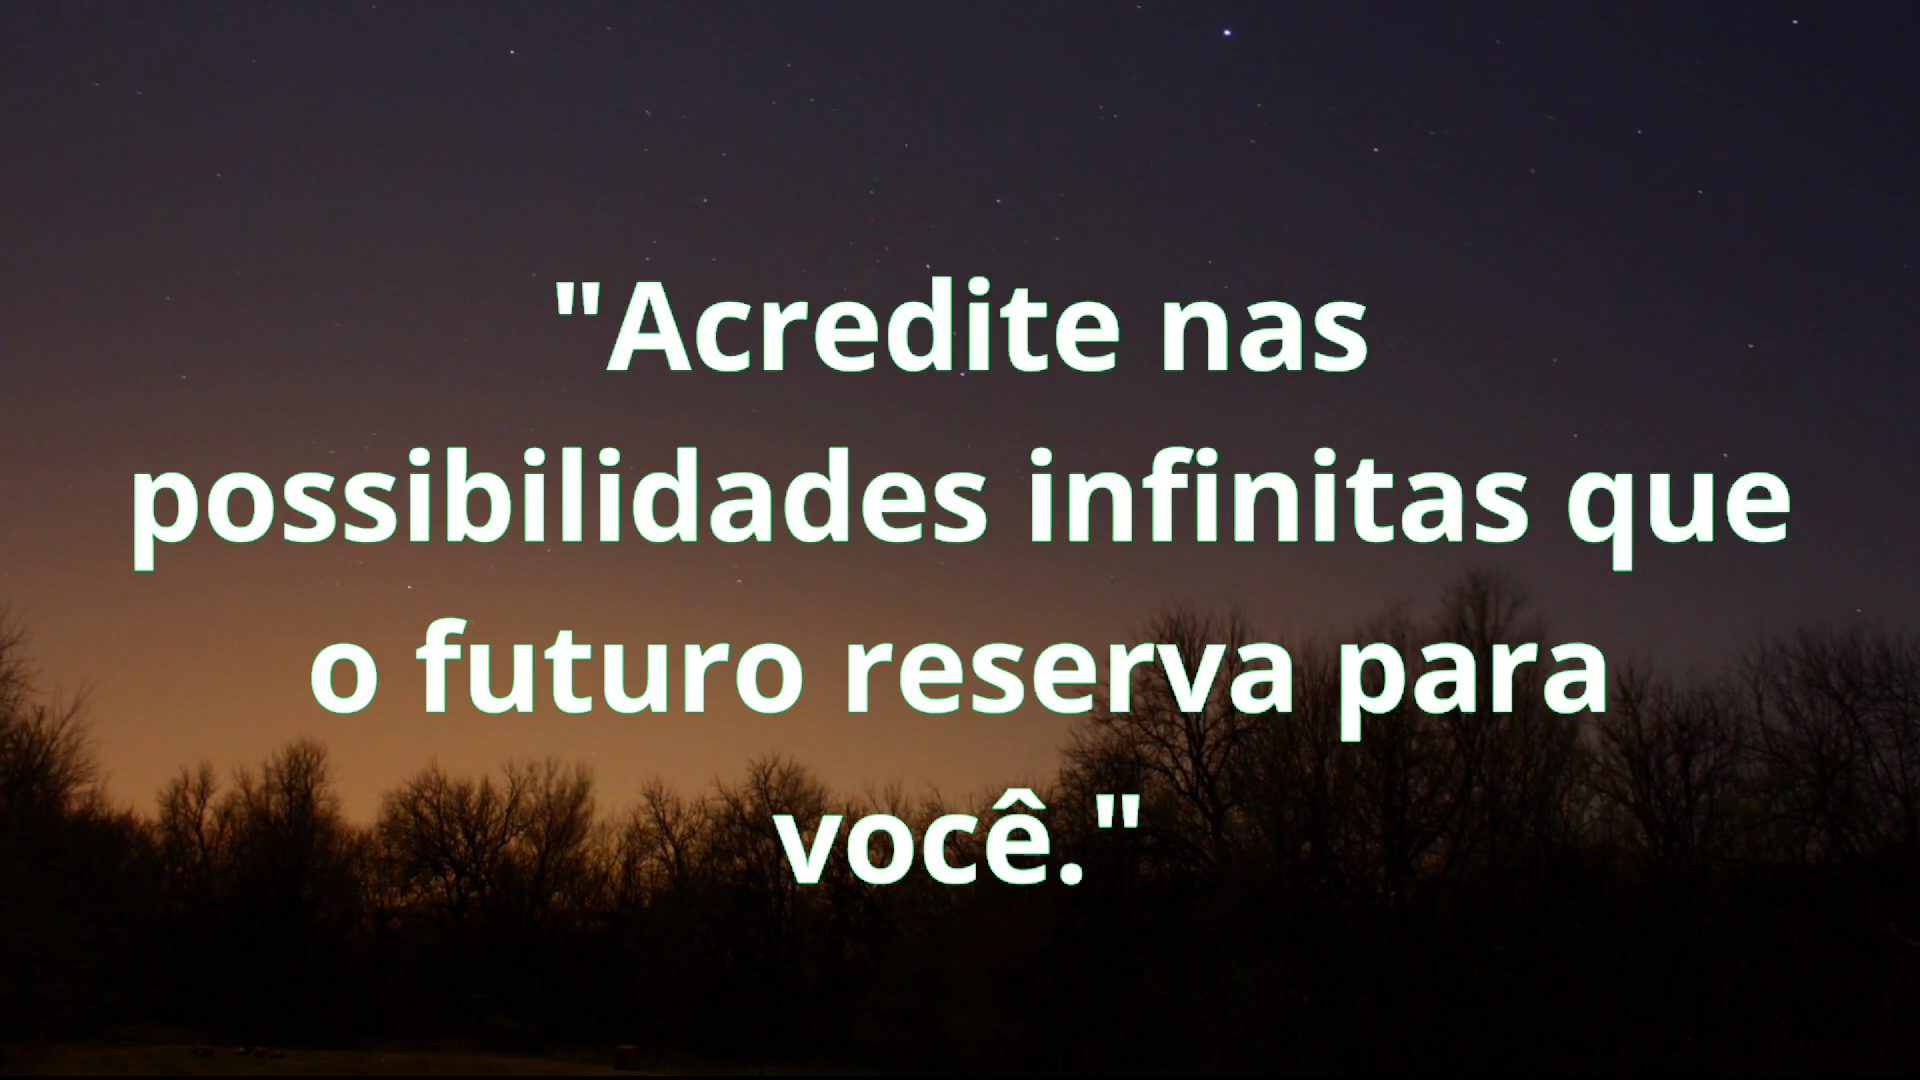 "Acredite nas
possibilidades infinitas que
o futuro reserva para
você."